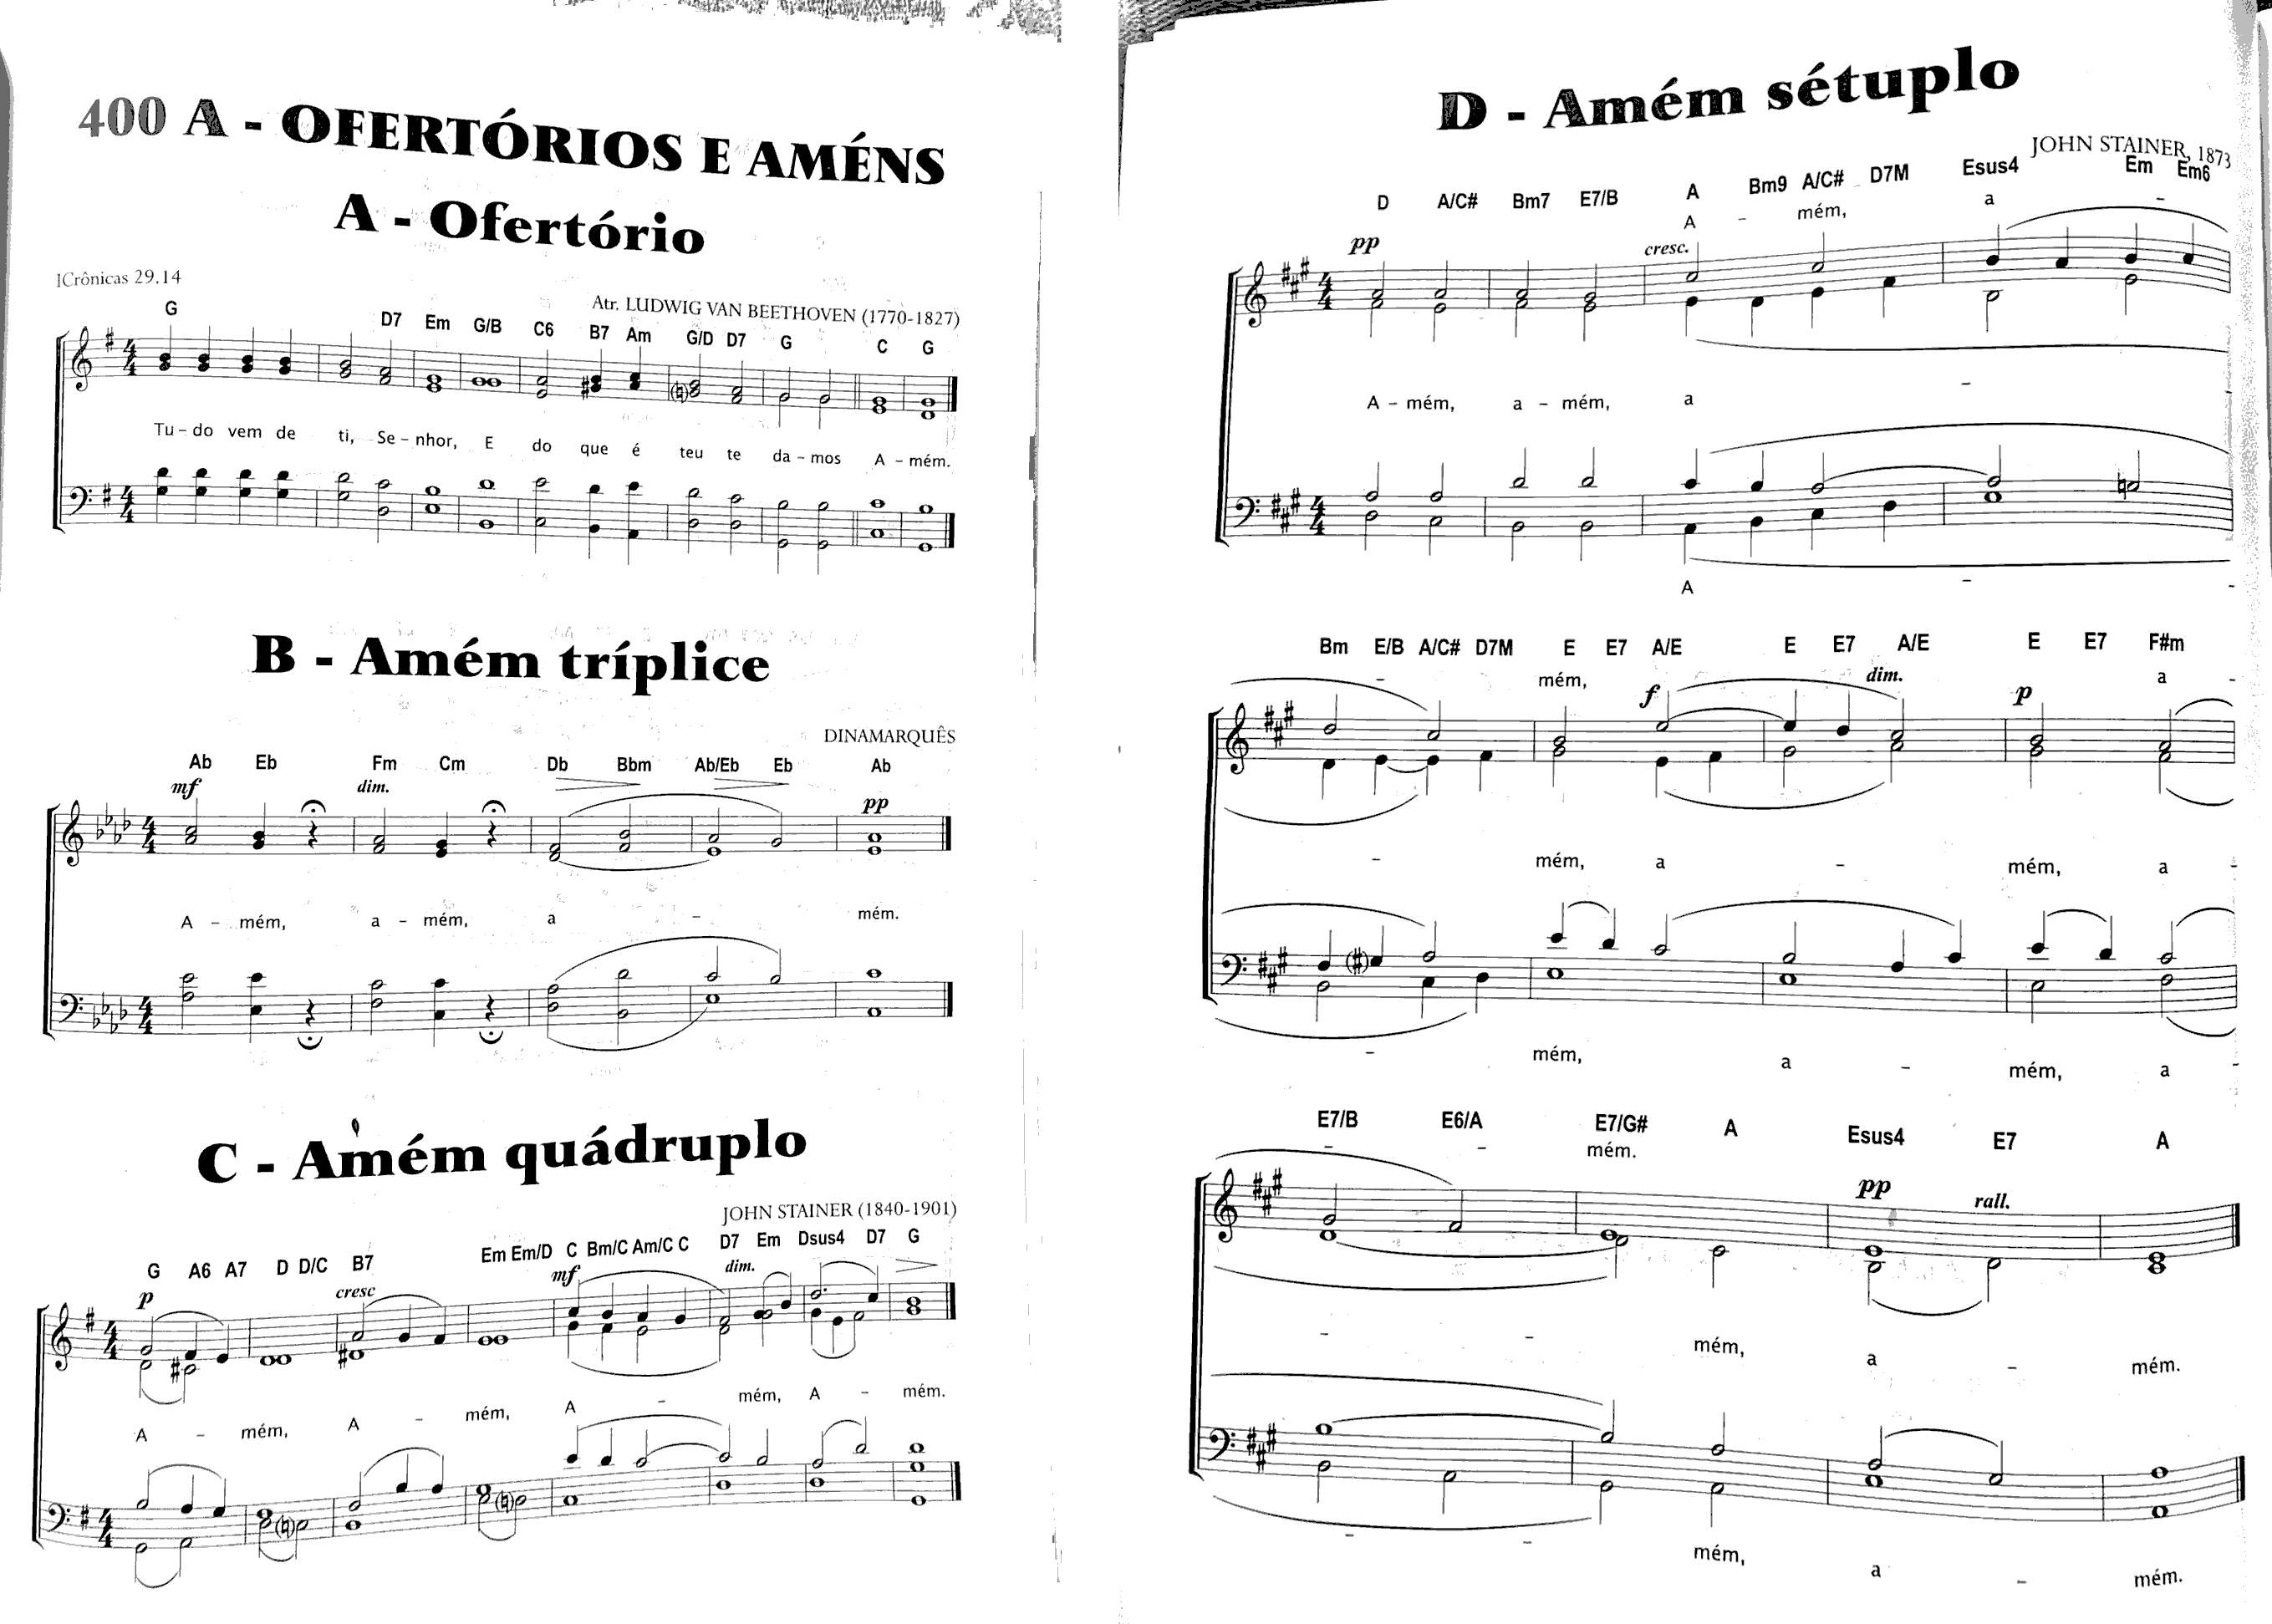 400 A - OFERTÓRIOS E AMÉNS
A - Ofertório
ICrônicas 29.14
Atr. LUDWIG VAN BEETHOVEN (1770-1827)
G D7 Em G/B C6 B7 Am G/D D7 G C G
Tu – do vem de ti, Se – nhor, E do que é teu te da – mos A – mém.
B - Amém tríplice
DINAMARQUÊS
Ab Eb Fm Cm Db Bbm Ab/Eb Eb Ab
mf dim. pp
A – mém, a – mém, a – mém.
C - Amém quádruplo
JOHN STAINER (1840-1901)
G A6 A7 D D/C B7 Em Em/D C Bm/C Am/C C D7 Em Dsus4 D7 G
p cresc mf dim.
A – mém, A – mém, A – mém, A – mém.
D - Amém sétuplo
JOHN STAINER, 1873
D A/C# Bm7 E7/B A Bm9 A/C# D7M Esus4 Em Em6
A – mém, a –
pp cresc.
A – mém, a – mém, a –
A – -
Bm E/B A/C# D7M E E7 A/E E E7 A/E E E7 F#m
– mém, a -
f dim. p
– mém, a – mém, a -
– mém, a – mém, a -
E7/B E6/A E7/G# A Esus4 E7 A
– – mém.
pp rall.
– – mém, a – mém.
– – mém, a – mém.